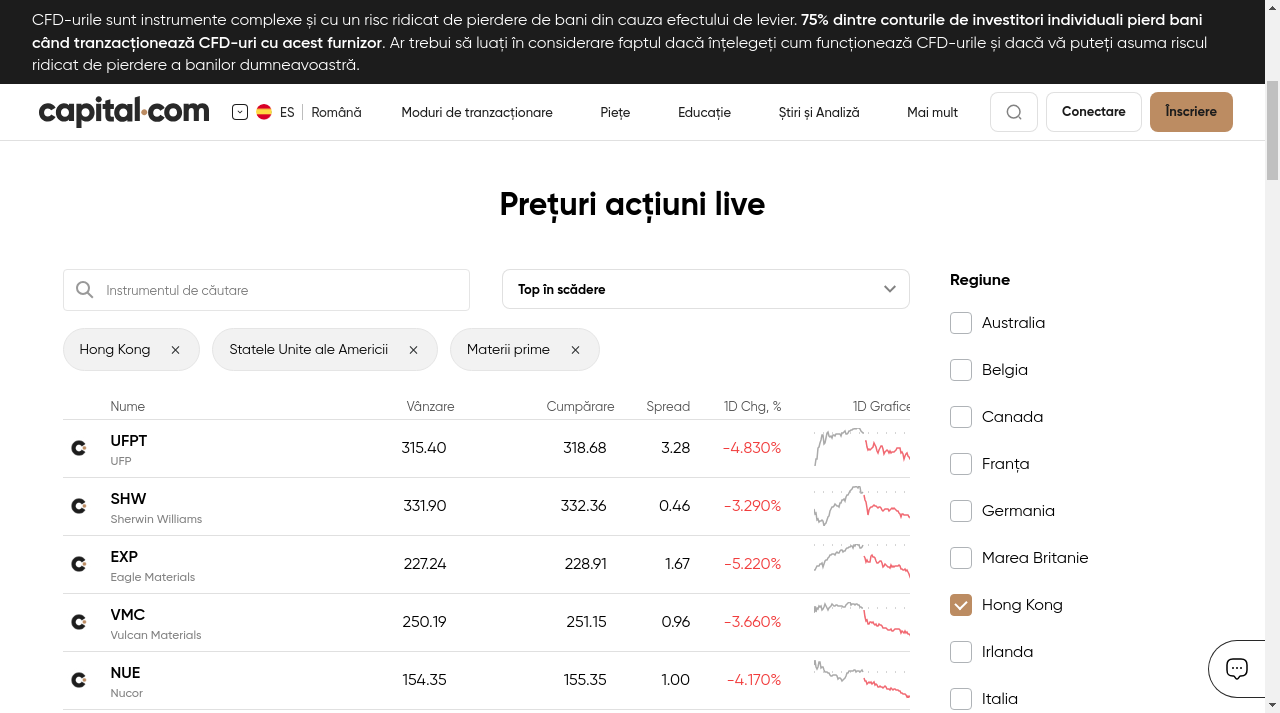 CFD-urile sunt instrumente complexe și cu un risc ridicat de pierdere de bani din cauza efectului de levier. 75% dintre conturile de investitori individuali pierd bani
când tranzacționează CFD-uri cu acest furnizor. Ar trebui să luați în considerare faptul dacă înțelegeți cum funcționează CFD-urile și dacă vă puteți asuma riscul
ridicat de pierdere a banilor dumneavoastră.
capital.com ES Română Moduri de tranzacționare Piețe Educație Știri și Analiză Mai mult Conectare Înscriere
Prețuri acțiuni live
Instrumentul de căutare
Top în scădere
Hong Kong Statele Unite ale Americii Materii prime
Nume Vânzare Cumpărare Spread 1D Chg, % 1D Grafice
UFPT 315.40 318.68 3.28 -4.830%
UFP
SHW 331.90 332.36 0.46 -3.290%
Sherwin Williams
EXP 227.24 228.91 1.67 -5.220%
Eagle Materials
VMC 250.19 251.15 0.96 -3.660%
Vulcan Materials
NUE 154.35 155.35 1.00 -4.170%
Nucor
Regiune
Australia
Belgia
Canada
Franța
Germania
Marea Britanie
Hong Kong
Irlanda
Italia